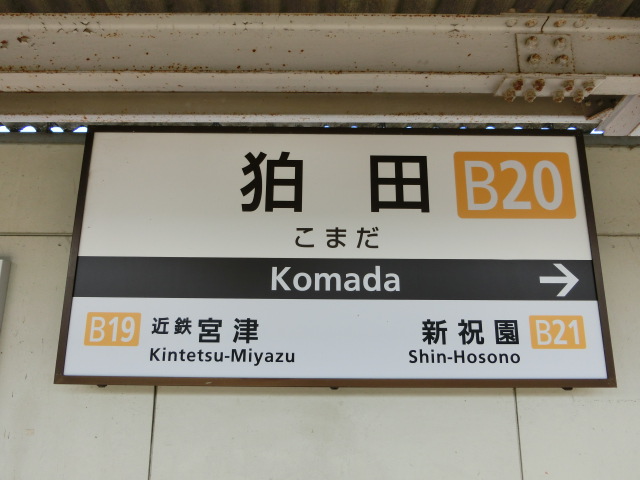 狛田 B20
こまだ
Komada →
B19 近鉄宮津 新祝園 B21
Kintetsu-Miyazu Shin-Hosono